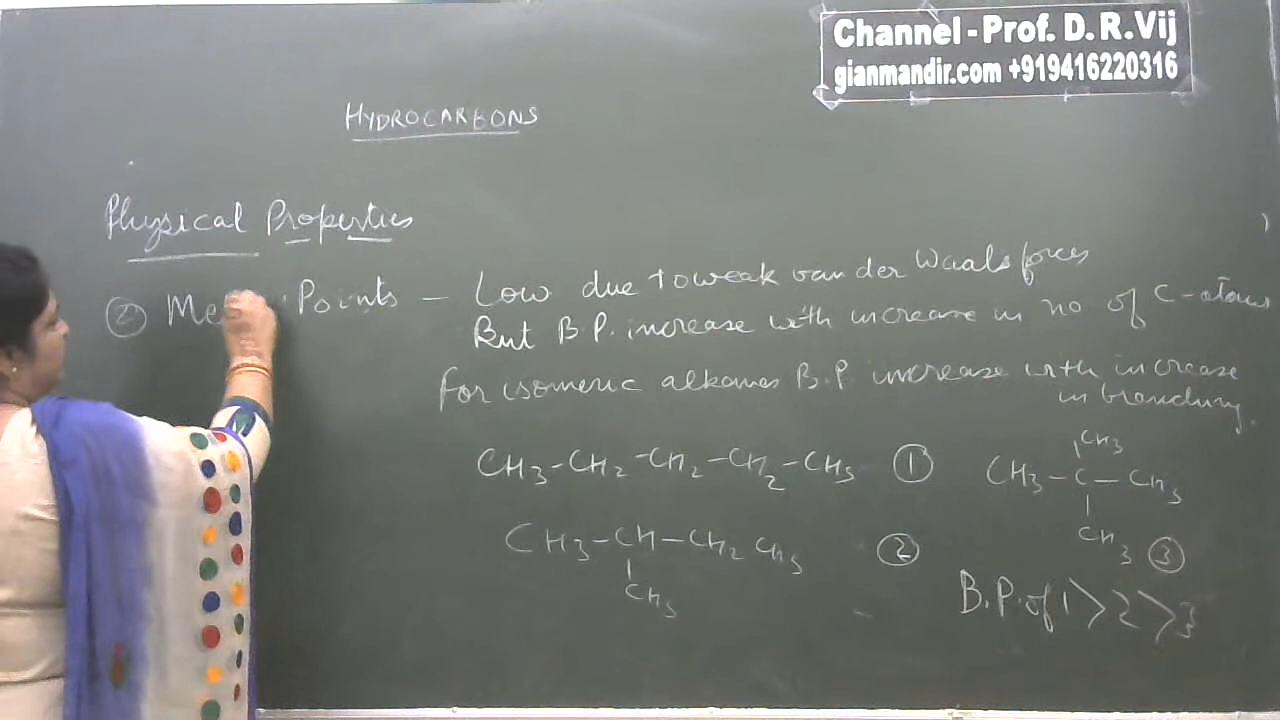 Channel - Prof. D. R. Vij
gianmandir.com +919416220316
HYDROCARBONS
Physical Properties
② Me Points – Low due to weak van der Waals forces
But B.P. increase with increase in no of C-atoms
for isomeric alkanes B.P. increase with increase
in branching.
CH3-CH2-CH2-CH2-CH3 ①
CH3
CH3-C-CH3
CH3 ③
CH3-CH-CH2 CH3 ②
CH3
B.P. of 1 > 2 > 3